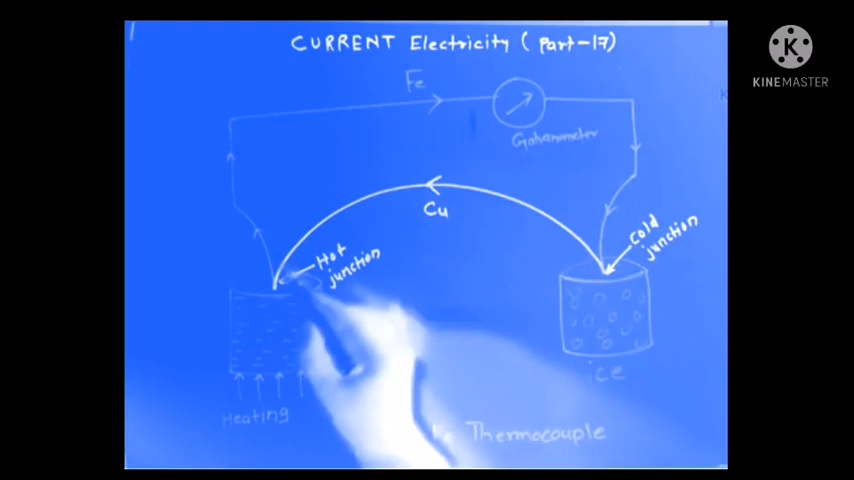 CURRENT Electricity (Part-17)
K
KINEMASTER
Fe
Galvanometer
Cu
Hot
junction
Cold
junction
ice
Heating
Thermocouple